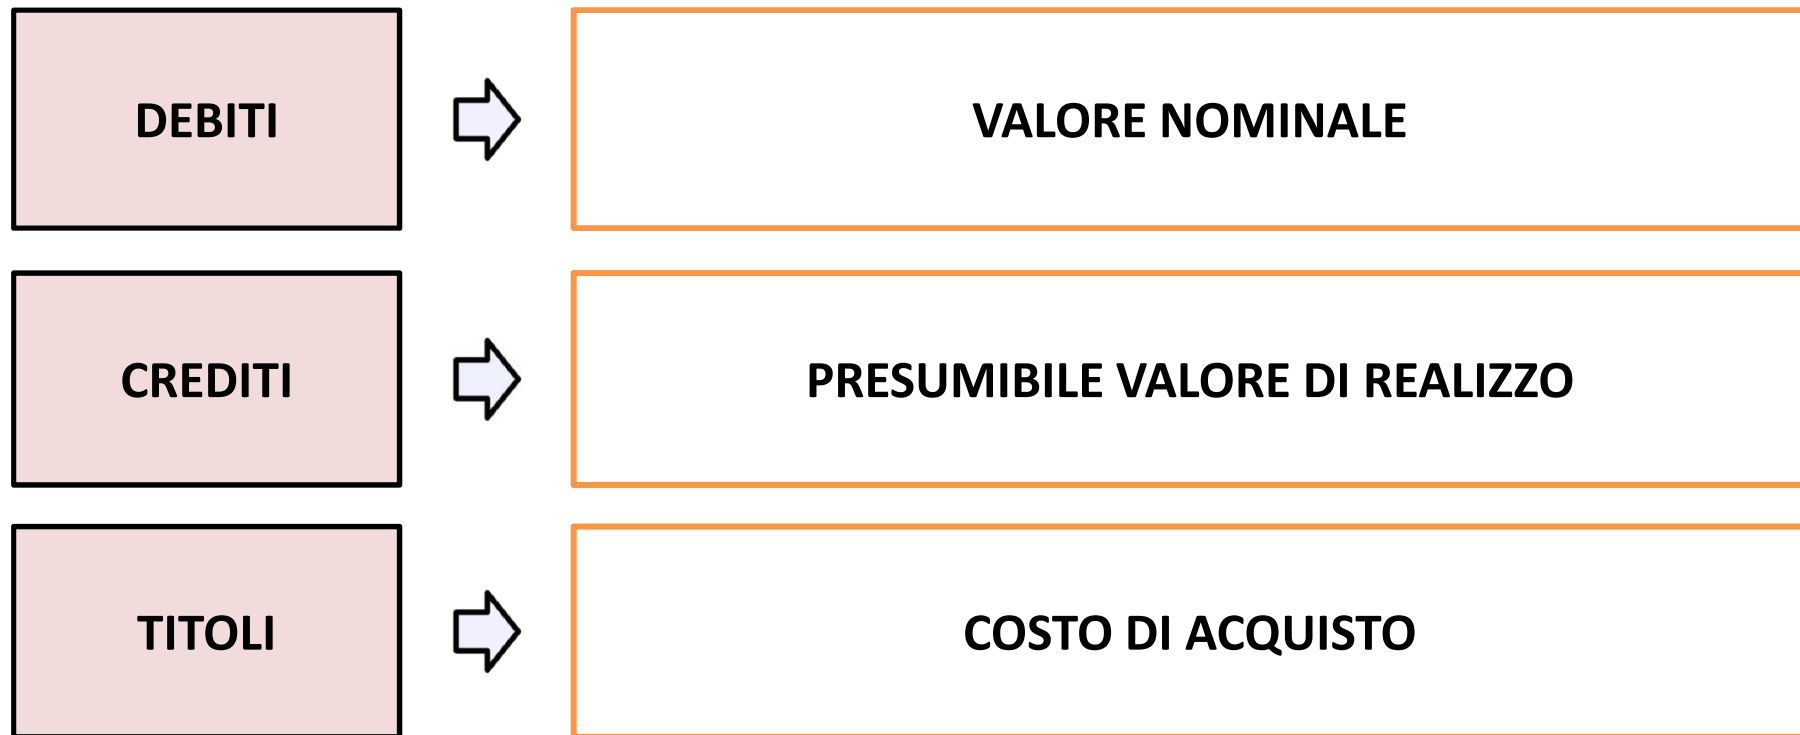 DEBITI
VALORE NOMINALE
CREDITI
PRESUMIBILE VALORE DI REALIZZO
TITOLI
COSTO DI ACQUISTO